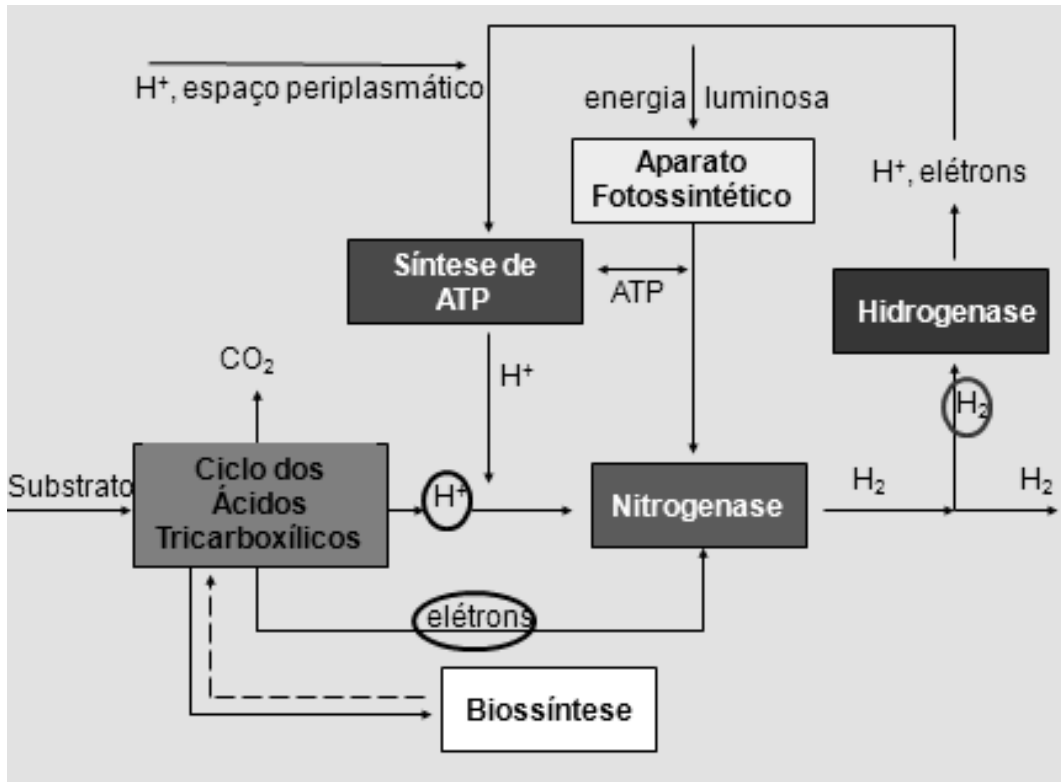 H⁺, espaço periplasmático
energia luminosa
Aparato
Fotossintético
H⁺, elétrons
Síntese de
ATP
ATP
Hidrogenase
CO₂
H⁺
H₂
Substrato
Ciclo dos
Ácidos
Tricarboxílicos
H⁺
Nitrogenase
H₂
H₂
elétrons
Biossíntese